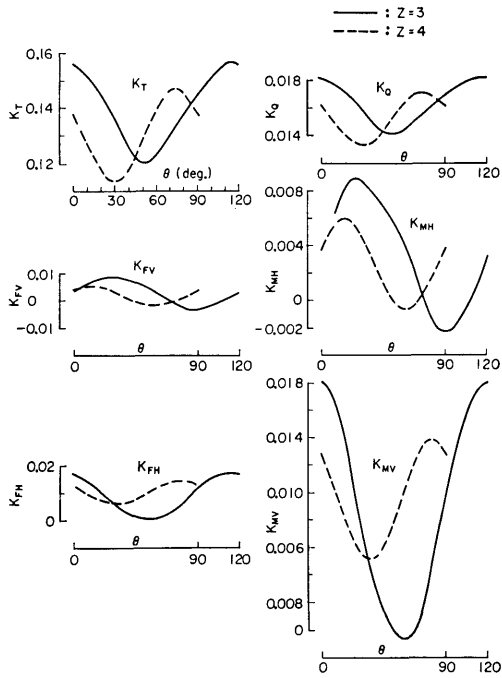 : Z=3
: Z=4
0.16
0.14
0.12
K_T
K_T
θ (deg.)
0 30 60 90 120
0.018
0.014
K_Q
K_Q
0 90 120
0.01
0
-0.01
K_FV
K_FV
0 θ 90 120
0.008
0.004
0
-0.002
K_MH
K_MH
0 θ 90 120
0.02
0
K_FH
K_FH
0 θ 90 120
0.018
0.014
0.010
0.006
0.008
0
K_MV
K_MV
0 θ 90 120